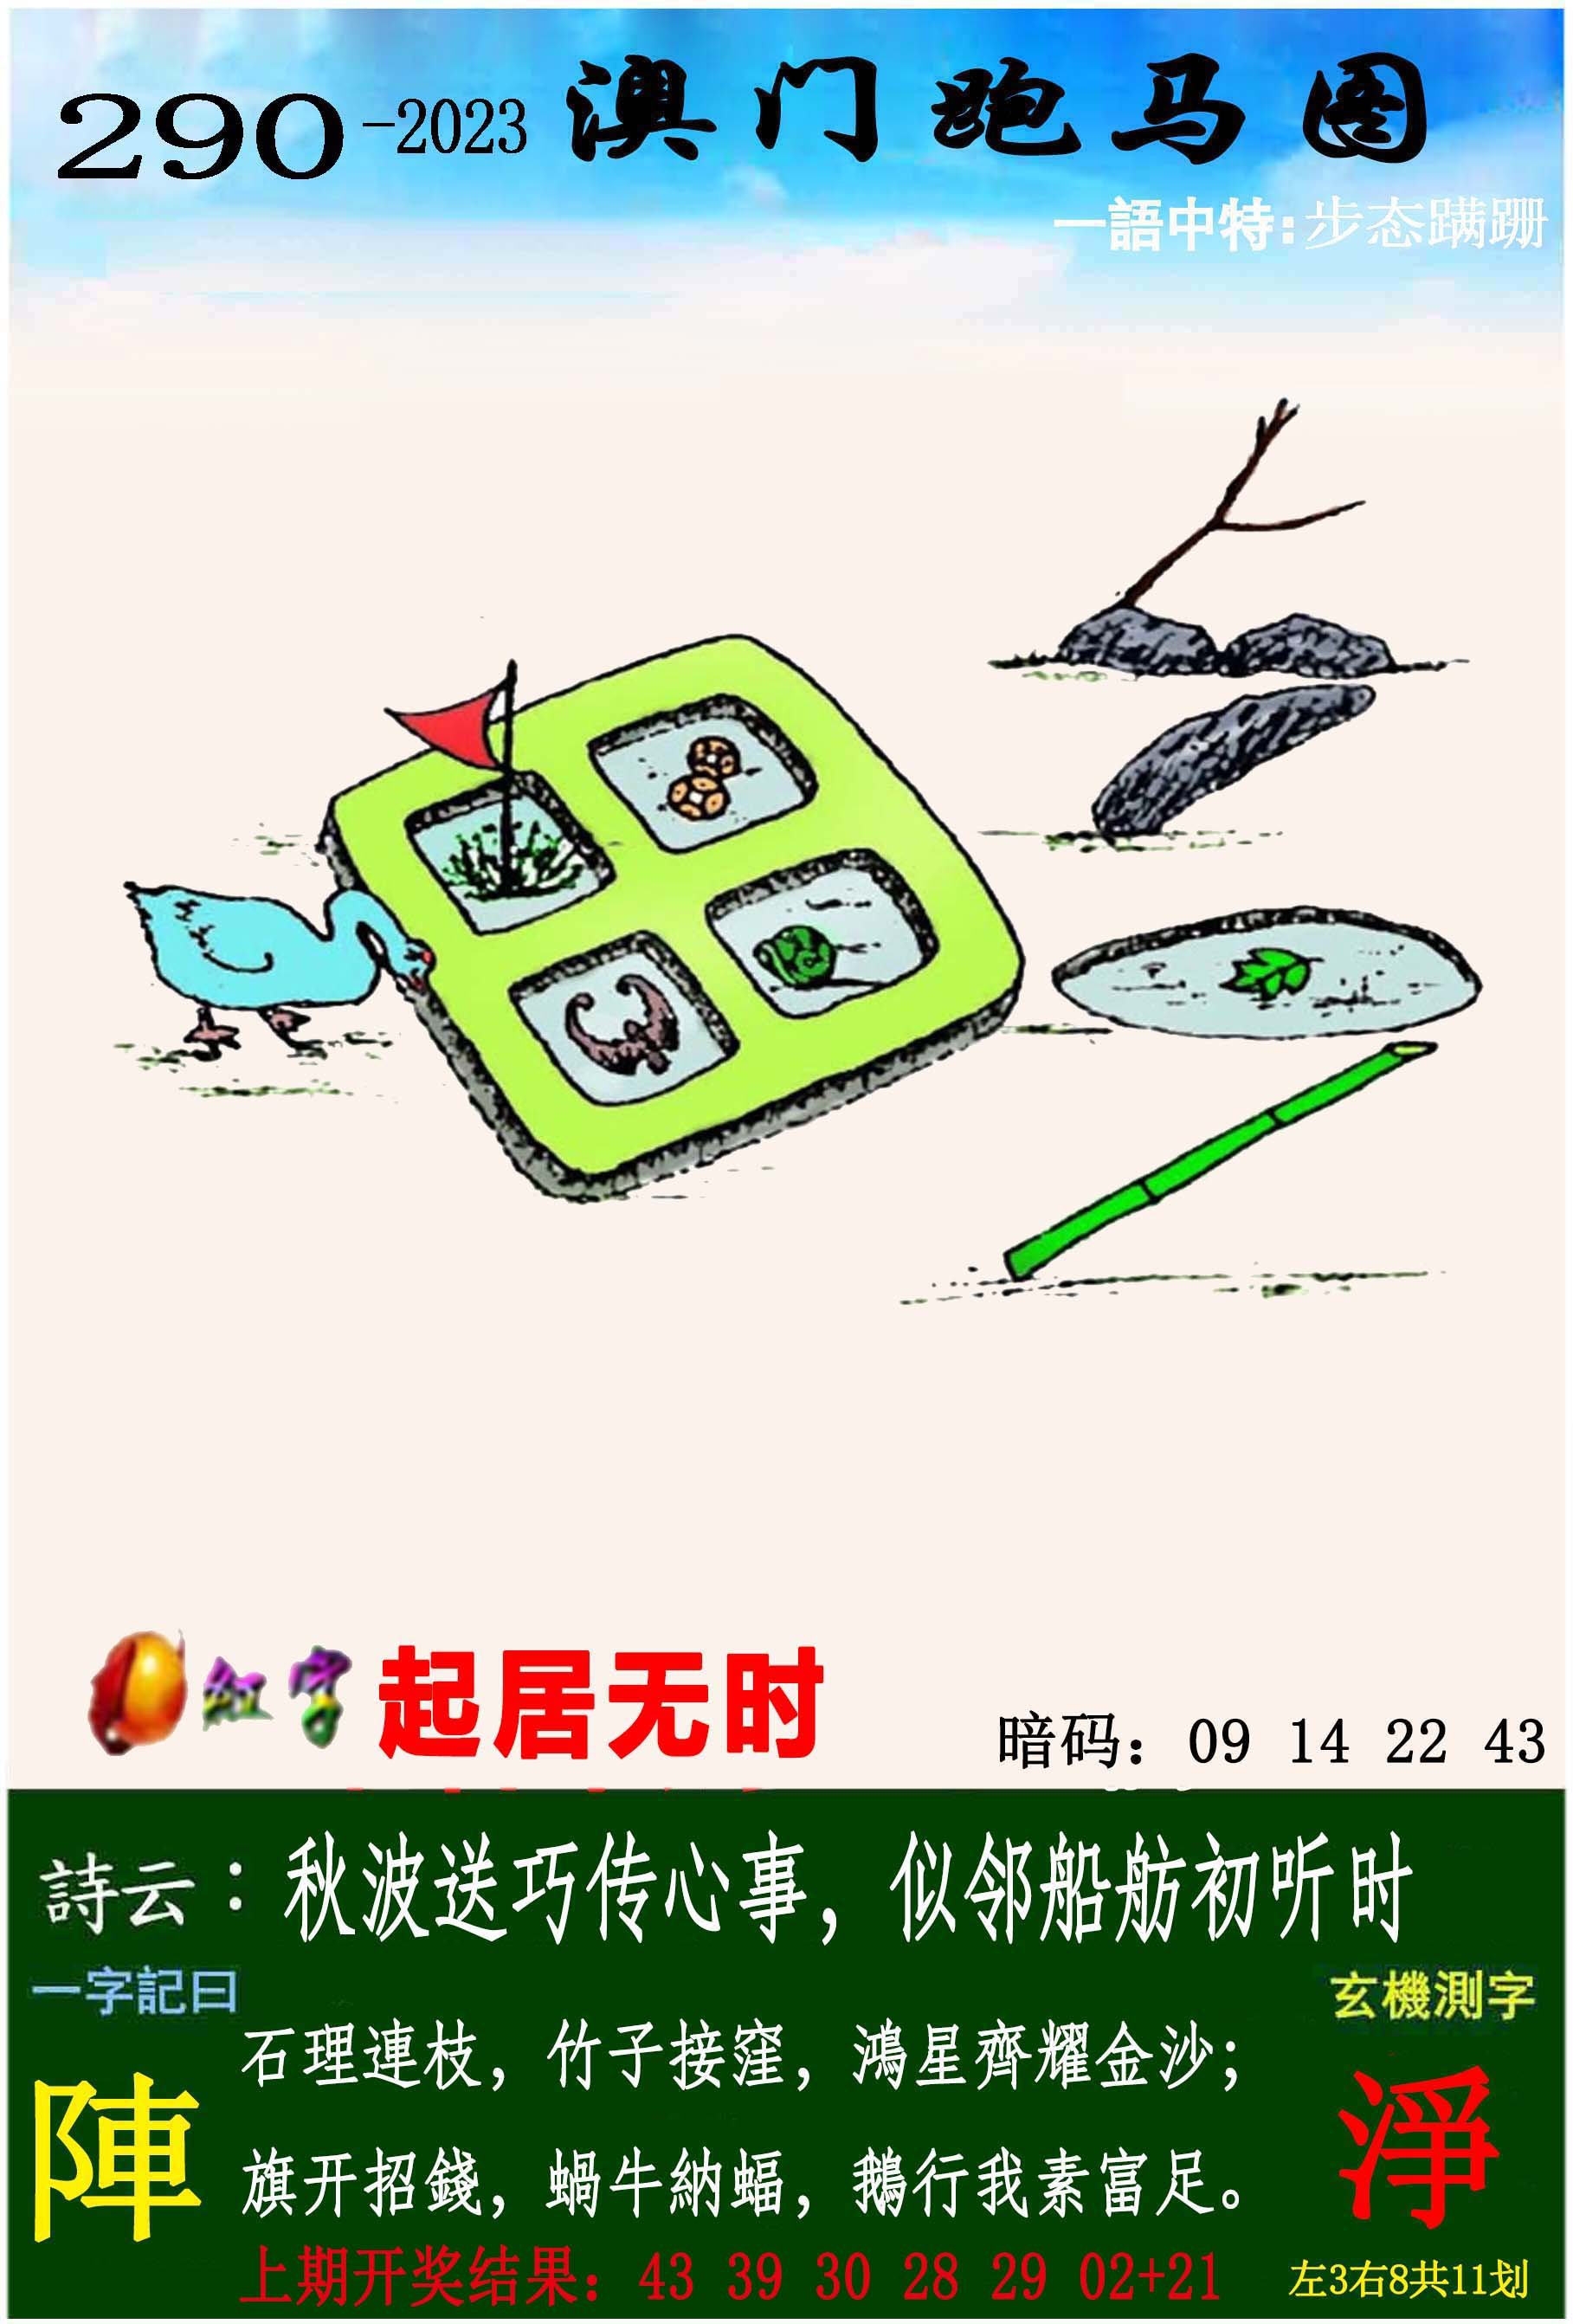 290-2023 澳门跑马图
一語中特:步态蹒跚
红字 起居无时
暗码：09 14 22 43
詩云：秋波送巧传心事，似邻船舫初听时
一字記曰
玄機測字
石理連枝，竹子接窪，鴻星齊耀金沙；
陣
淨
旗开招錢，蝸牛納蝠，鵝行我素富足。
上期开奖结果：43 39 30 28 29 02+21
左3右8共11划